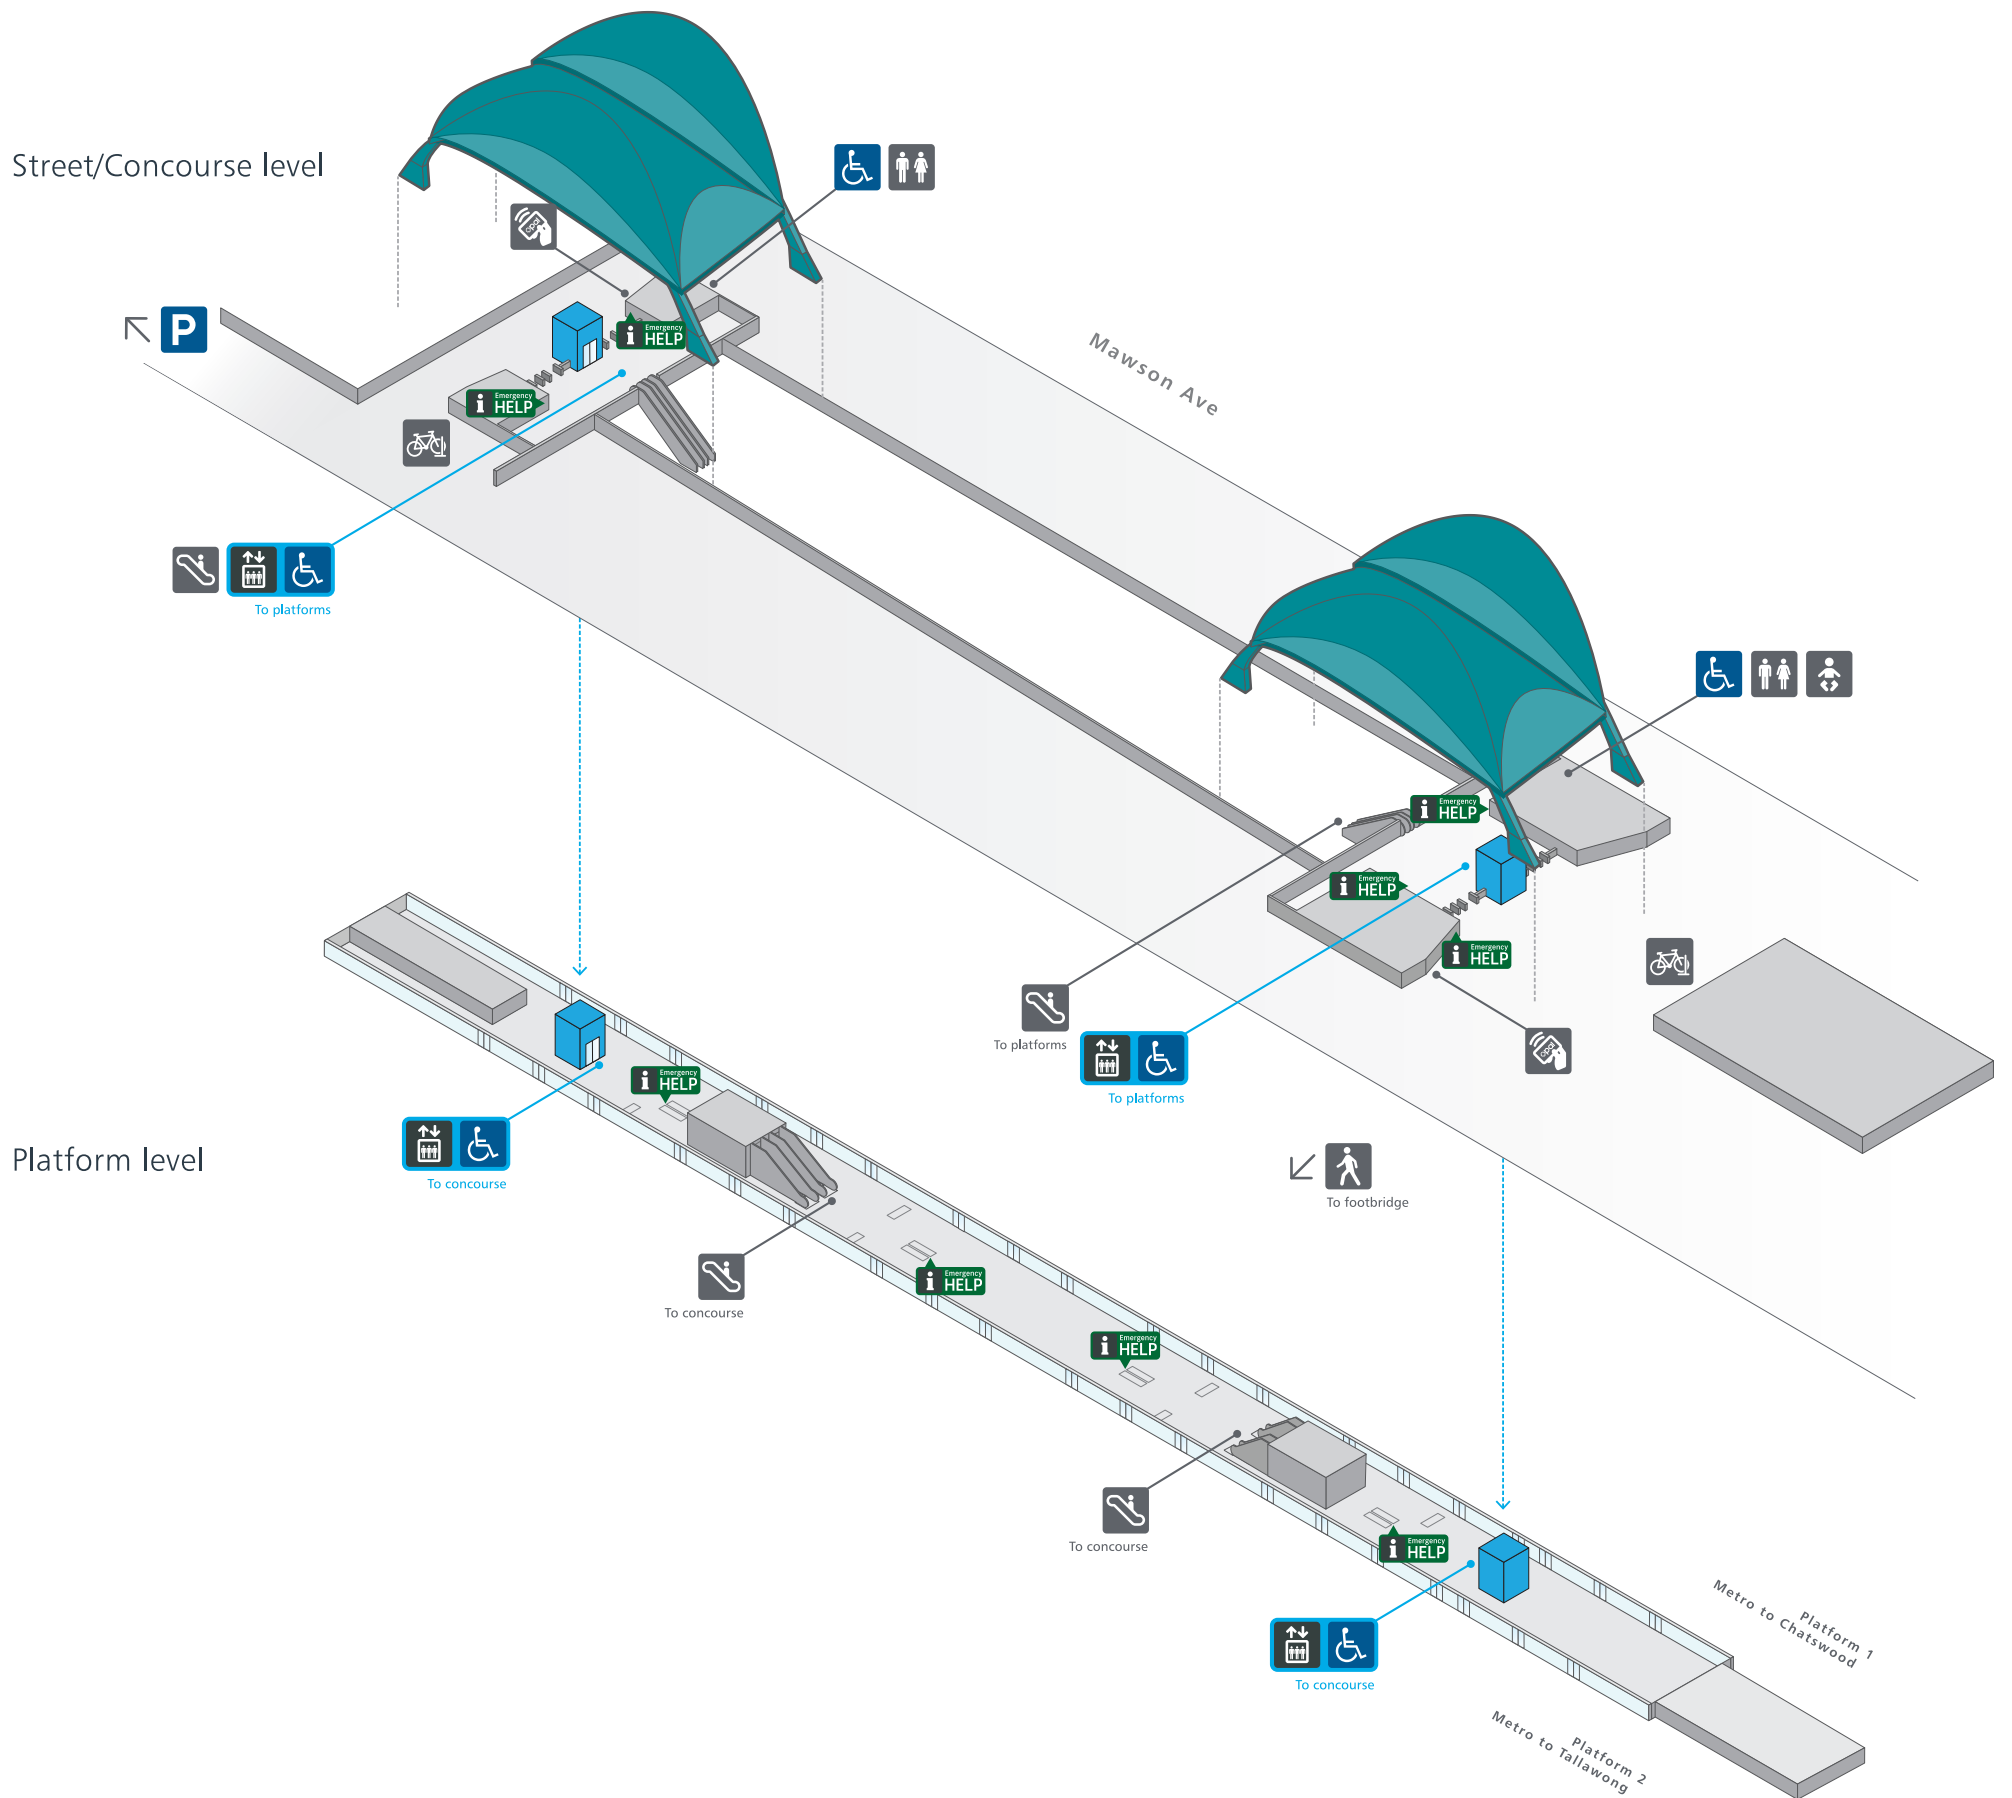 Street/Concourse level
opal
P
Emergency
HELP
Emergency
HELP
Mawson Ave
To platforms
Emergency
HELP
Emergency
HELP
Emergency
HELP
opal
To platforms
To platforms
Platform level
Emergency
HELP
To concourse
To footbridge
Emergency
HELP
To concourse
Emergency
HELP
To concourse
Emergency
HELP
To concourse
Platform 1
Metro to Chatswood
Platform 2
Metro to Tallawong